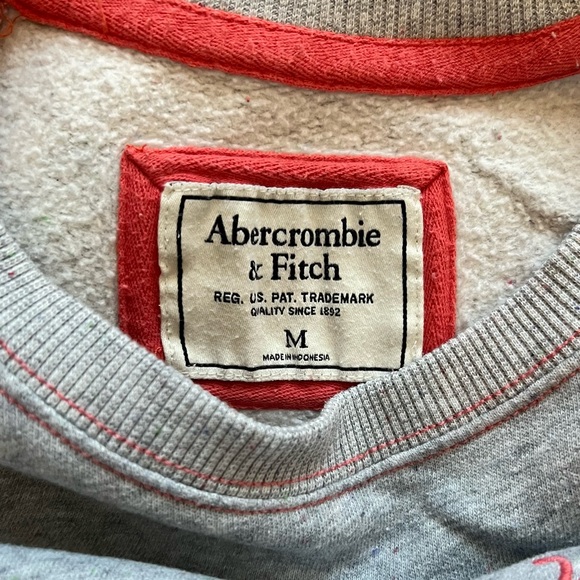 Abercrombie
& Fitch
REG. US. PAT. TRADEMARK
QUALITY SINCE 1892
M
MADE IN INDONESIA